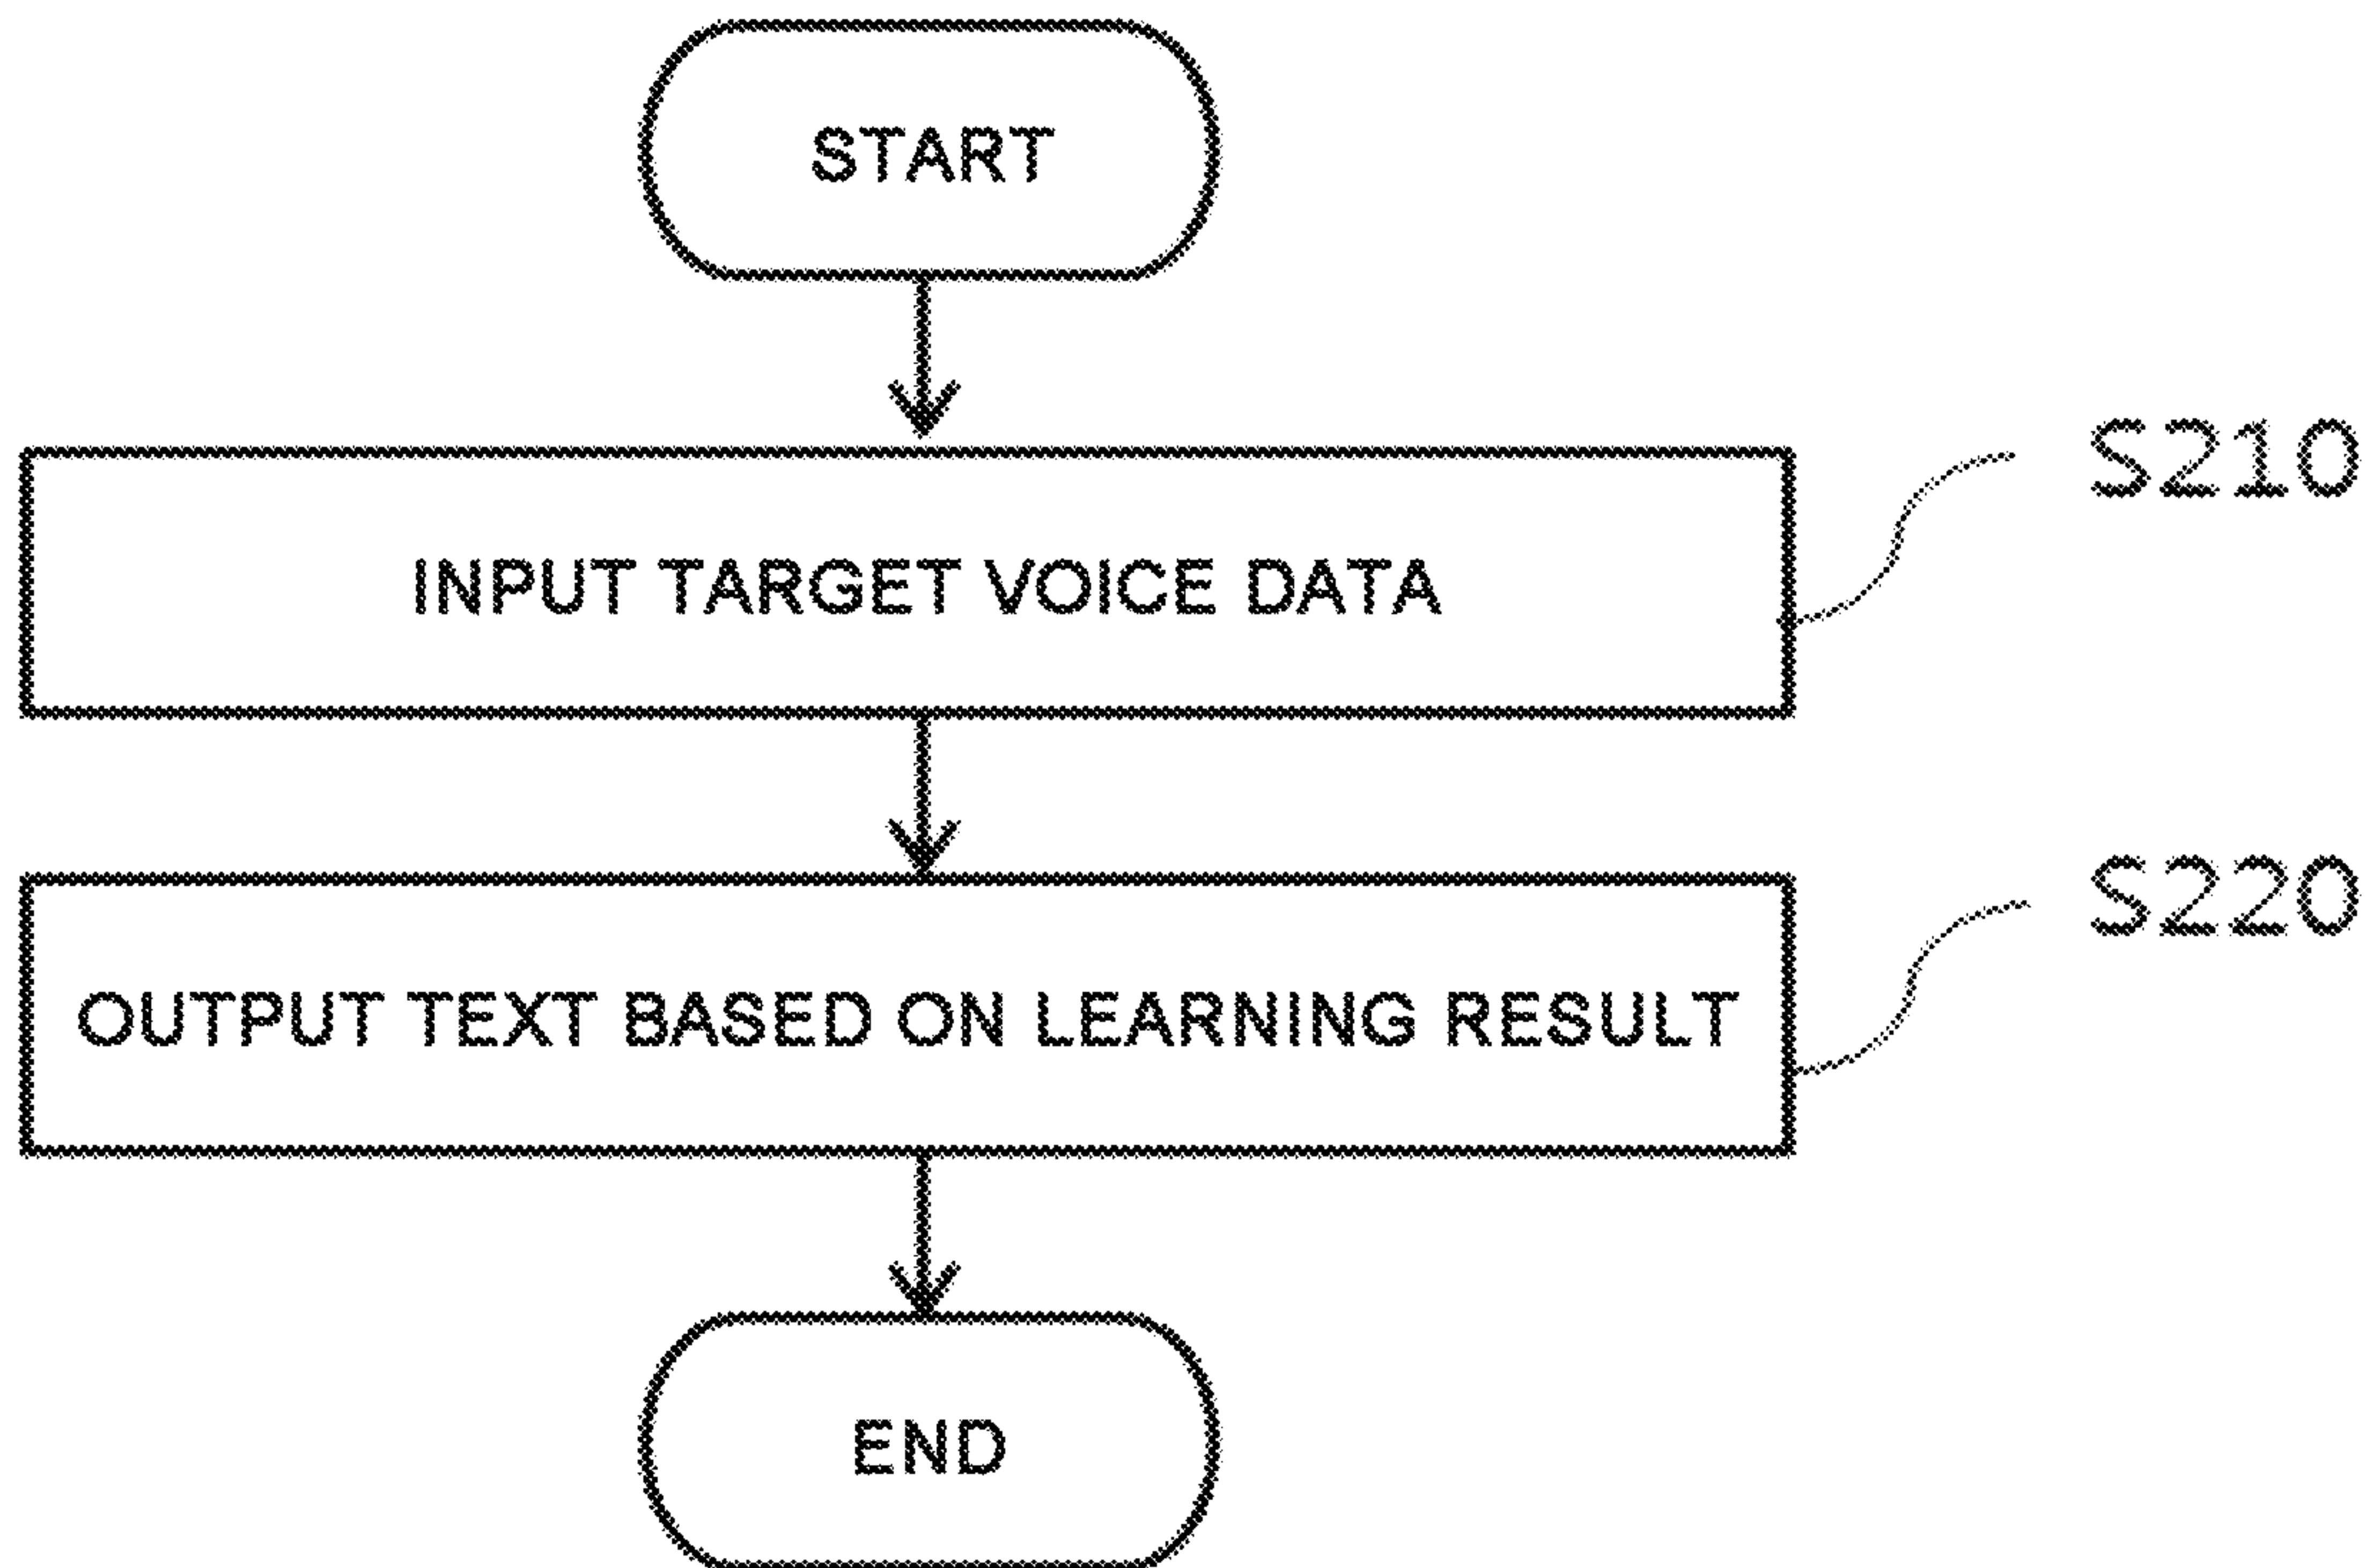 START
INPUT TARGET VOICE DATA
S210
OUTPUT TEXT BASED ON LEARNING RESULT
S220
END